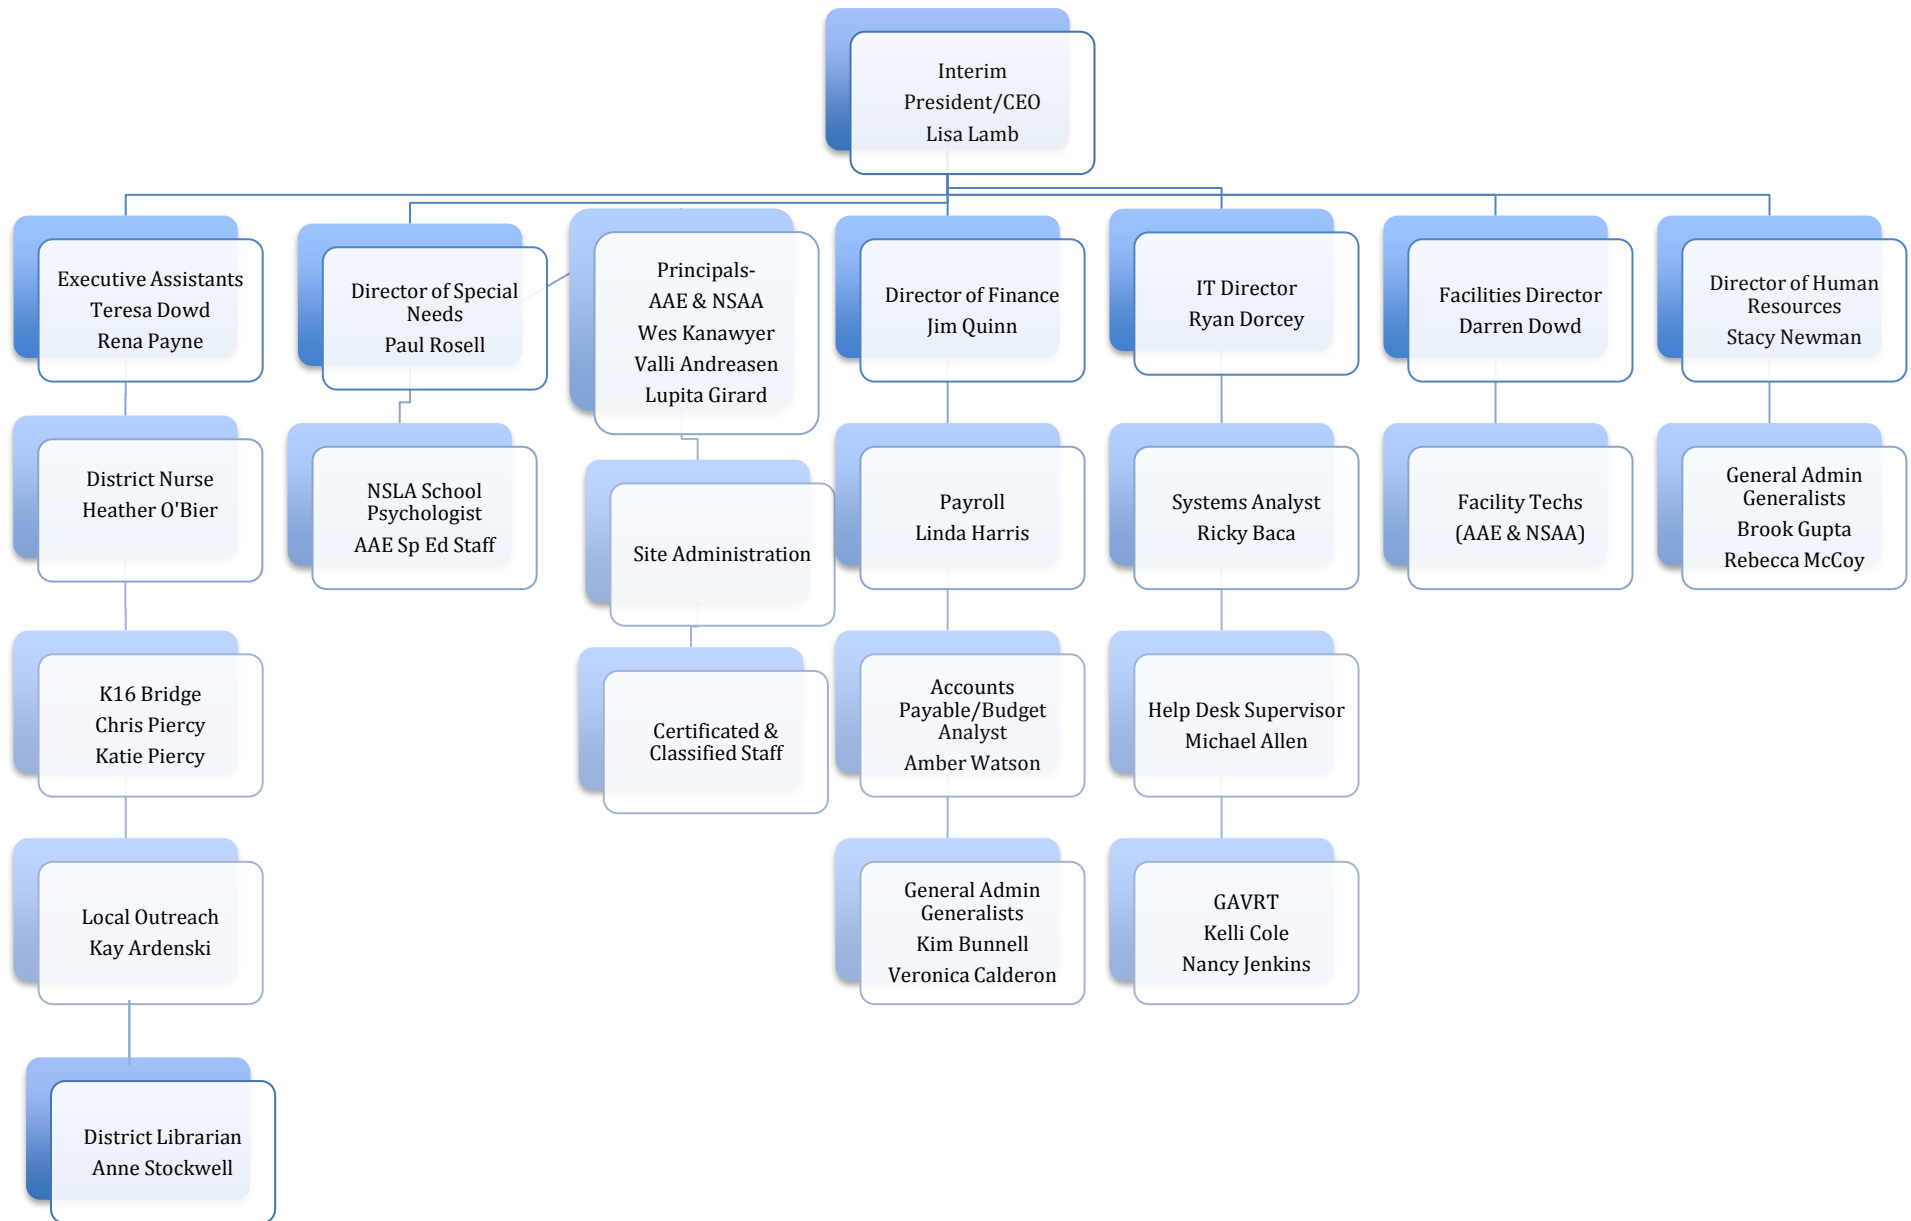 Interim
President/CEO
Lisa Lamb
Executive Assistants
Teresa Dowd
Rena Payne
Director of Special
Needs
Paul Rosell
Principals-
AAE & NSAA
Wes Kanawyer
Valli Andreasen
Lupita Girard
Director of Finance
Jim Quinn
IT Director
Ryan Dorcey
Facilities Director
Darren Dowd
Director of Human
Resources
Stacy Newman
District Nurse
Heather O'Bier
NSLA School
Psychologist
AAE Sp Ed Staff
Site Administration
Payroll
Linda Harris
Systems Analyst
Ricky Baca
Facility Techs
(AAE & NSAA)
General Admin
Generalists
Brook Gupta
Rebecca McCoy
K16 Bridge
Chris Piercy
Katie Piercy
Certificated &
Classified Staff
Accounts
Payable/Budget
Analyst
Amber Watson
Help Desk Supervisor
Michael Allen
Local Outreach
Kay Ardenski
General Admin
Generalists
Kim Bunnell
Veronica Calderon
GAVRT
Kelli Cole
Nancy Jenkins
District Librarian
Anne Stockwell